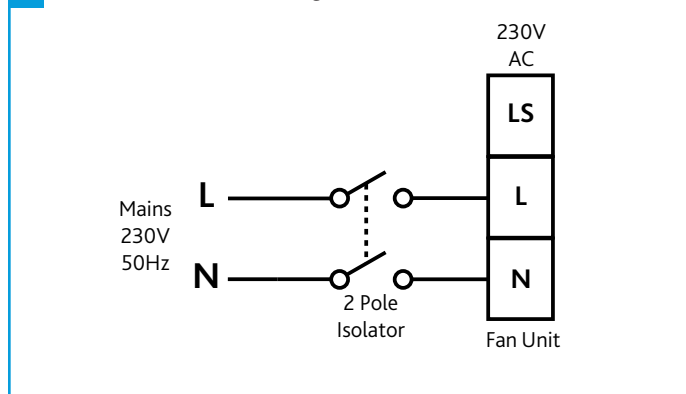 230V
AC
LS
L
L
Mains
230V
50Hz
N
N
2 Pole
Isolator
Fan Unit